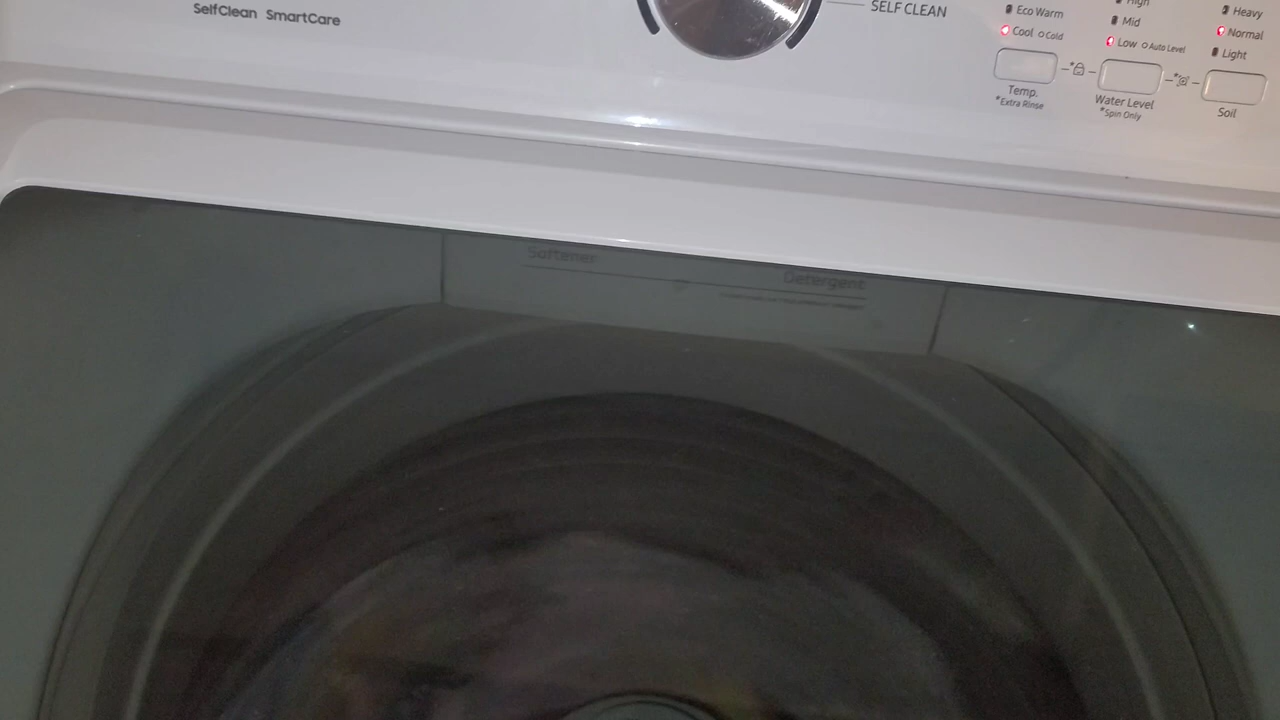 SelfClean SmartCare
SELF CLEAN
Eco Warm
Cool Cold
Temp.
*Extra Rinse
High
Mid
Low Auto Level
Water Level
*Spin Only
Heavy
Normal
Light
Soil
Softener
Detergent